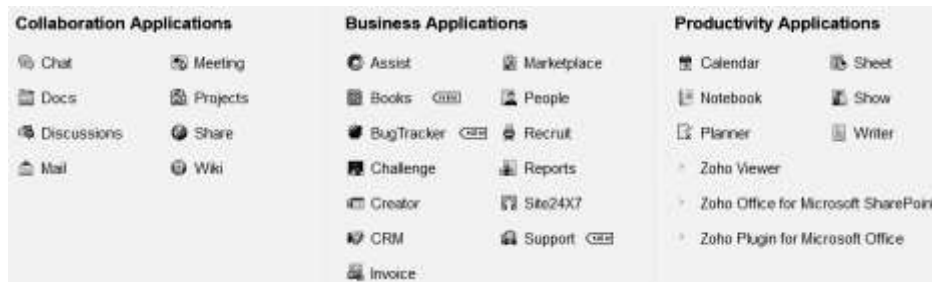 Collaboration Applications
Chat
Meeting
Docs
Projects
Discussions
Share
Mail
Wiki
Business Applications
Assist
Marketplace
Books
People
BugTracker
Recruit
Challenge
Reports
Creator
Site24X7
CRM
Support
Invoice
Productivity Applications
Calendar
Sheet
Notebook
Show
Planner
Writer
Zoho Viewer
Zoho Office for Microsoft SharePoin
Zoho Plugin for Microsoft Office